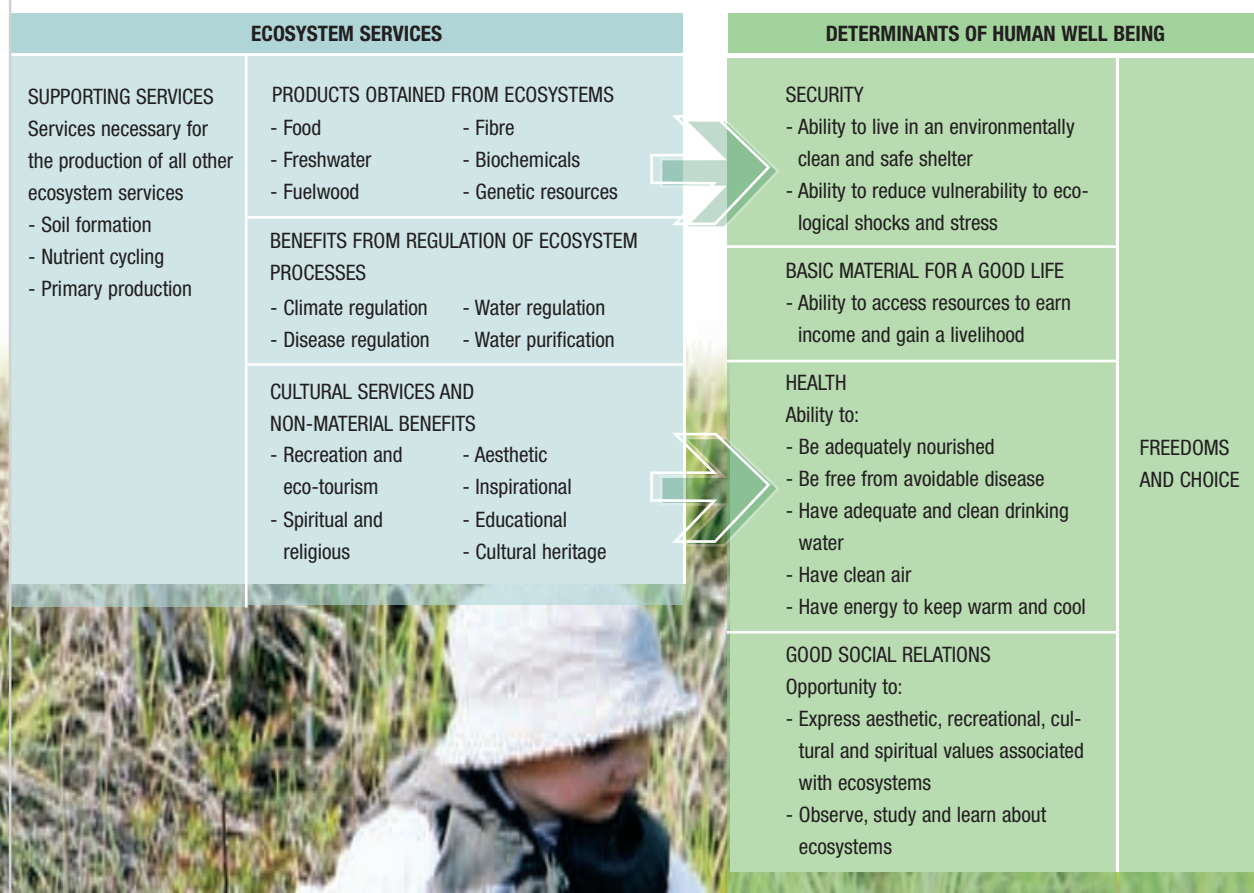 ECOSYSTEM SERVICES
SUPPORTING SERVICES
Services necessary for
the production of all other
ecosystem services
- Soil formation
- Nutrient cycling
- Primary production
PRODUCTS OBTAINED FROM ECOSYSTEMS
- Food
- Freshwater
- Fuelwood
- Fibre
- Biochemicals
- Genetic resources
BENEFITS FROM REGULATION OF ECOSYSTEM
PROCESSES
- Climate regulation
- Disease regulation
- Water regulation
- Water purification
CULTURAL SERVICES AND
NON-MATERIAL BENEFITS
- Recreation and
eco-tourism
- Spiritual and
religious
- Aesthetic
- Inspirational
- Educational
- Cultural heritage
DETERMINANTS OF HUMAN WELL BEING
SECURITY
- Ability to live in an environmentally
clean and safe shelter
- Ability to reduce vulnerability to eco-
logical shocks and stress
BASIC MATERIAL FOR A GOOD LIFE
- Ability to access resources to earn
income and gain a livelihood
HEALTH
Ability to:
- Be adequately nourished
- Be free from avoidable disease
- Have adequate and clean drinking
water
- Have clean air
- Have energy to keep warm and cool
GOOD SOCIAL RELATIONS
Opportunity to:
- Express aesthetic, recreational, cul-
tural and spiritual values associated
with ecosystems
- Observe, study and learn about
ecosystems
FREEDOMS
AND CHOICE